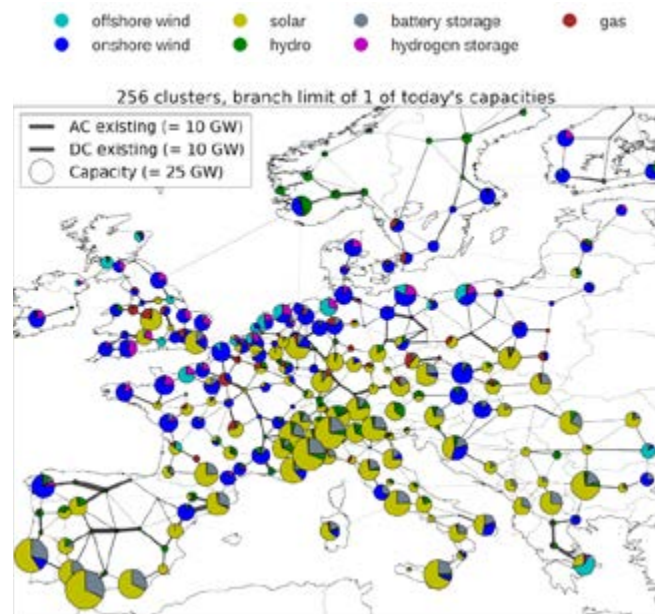 offshore wind solar battery storage gas
onshore wind hydro hydrogen storage
256 clusters, branch limit of 1 of today's capacities
AC existing (= 10 GW)
DC existing (= 10 GW)
Capacity (= 25 GW)